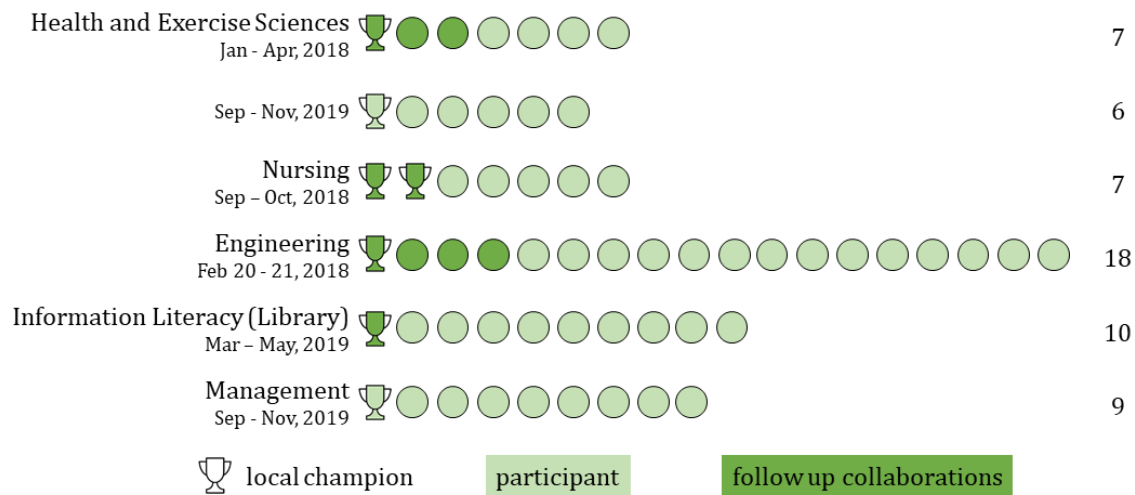 Health and Exercise Sciences
Jan - Apr, 2018
7
Sep - Nov, 2019
6
Nursing
Sep – Oct, 2018
7
Engineering
Feb 20 - 21, 2018
18
Information Literacy (Library)
Mar – May, 2019
10
Management
Sep - Nov, 2019
9
local champion participant follow up collaborations